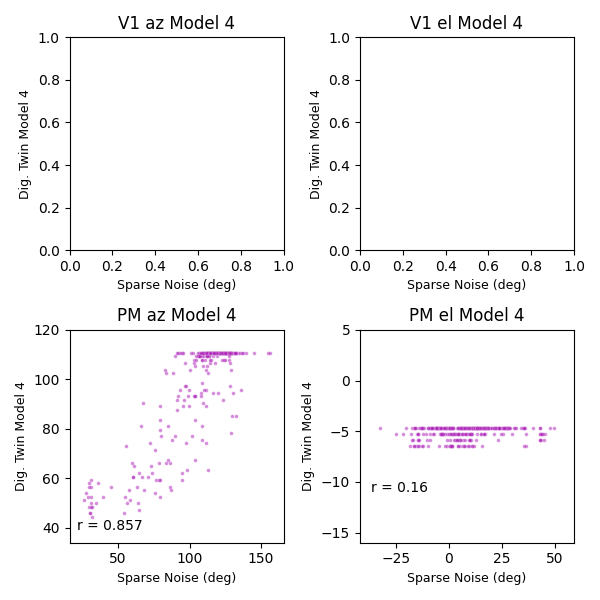 V1 az Model 4
V1 el Model 4
1.0
0.8
0.6
0.4
0.2
0.0
Dig. Twin Model 4
0.0 0.2 0.4 0.6 0.8 1.0
Sparse Noise (deg)
1.0
0.8
0.6
0.4
0.2
0.0
Dig. Twin Model 4
0.0 0.2 0.4 0.6 0.8 1.0
Sparse Noise (deg)
PM az Model 4
PM el Model 4
120
100
80
60
40
Dig. Twin Model 4
r = 0.857
50 100 150
Sparse Noise (deg)
5
0
−5
−10
−15
Dig. Twin Model 4
r = 0.16
−25 0 25 50
Sparse Noise (deg)